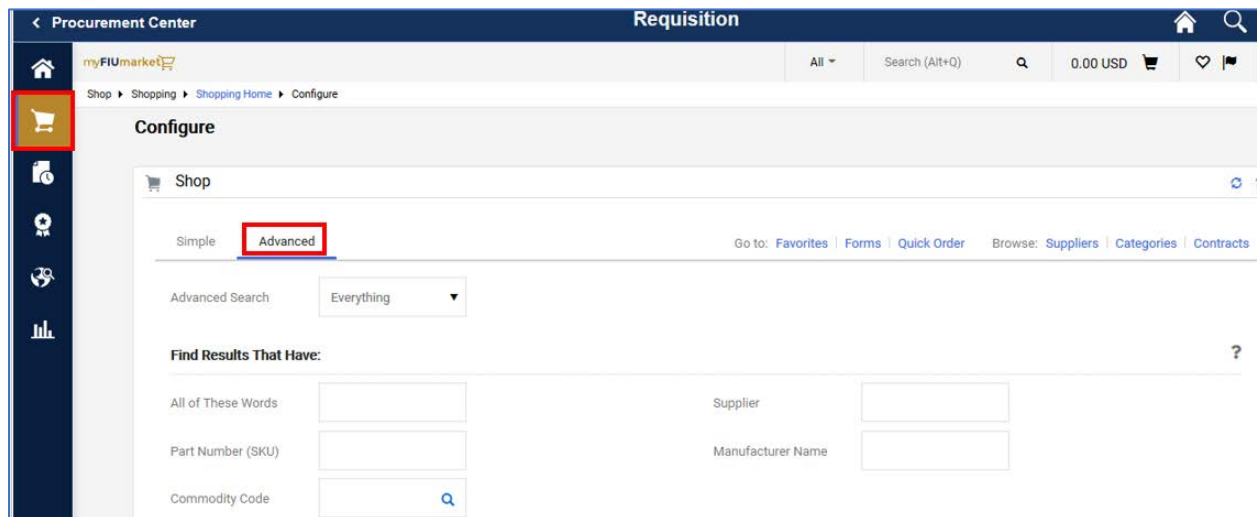 < Procurement Center Requisition
myFIUmarket All Search (Alt+Q) 0.00 USD
Shop ▸ Shopping ▸ Shopping Home ▸ Configure
Configure
Shop
Simple Advanced Go to: Favorites | Forms | Quick Order Browse: Suppliers | Categories | Contracts
Advanced Search Everything
Find Results That Have: ?
All of These Words Supplier
Part Number (SKU) Manufacturer Name
Commodity Code